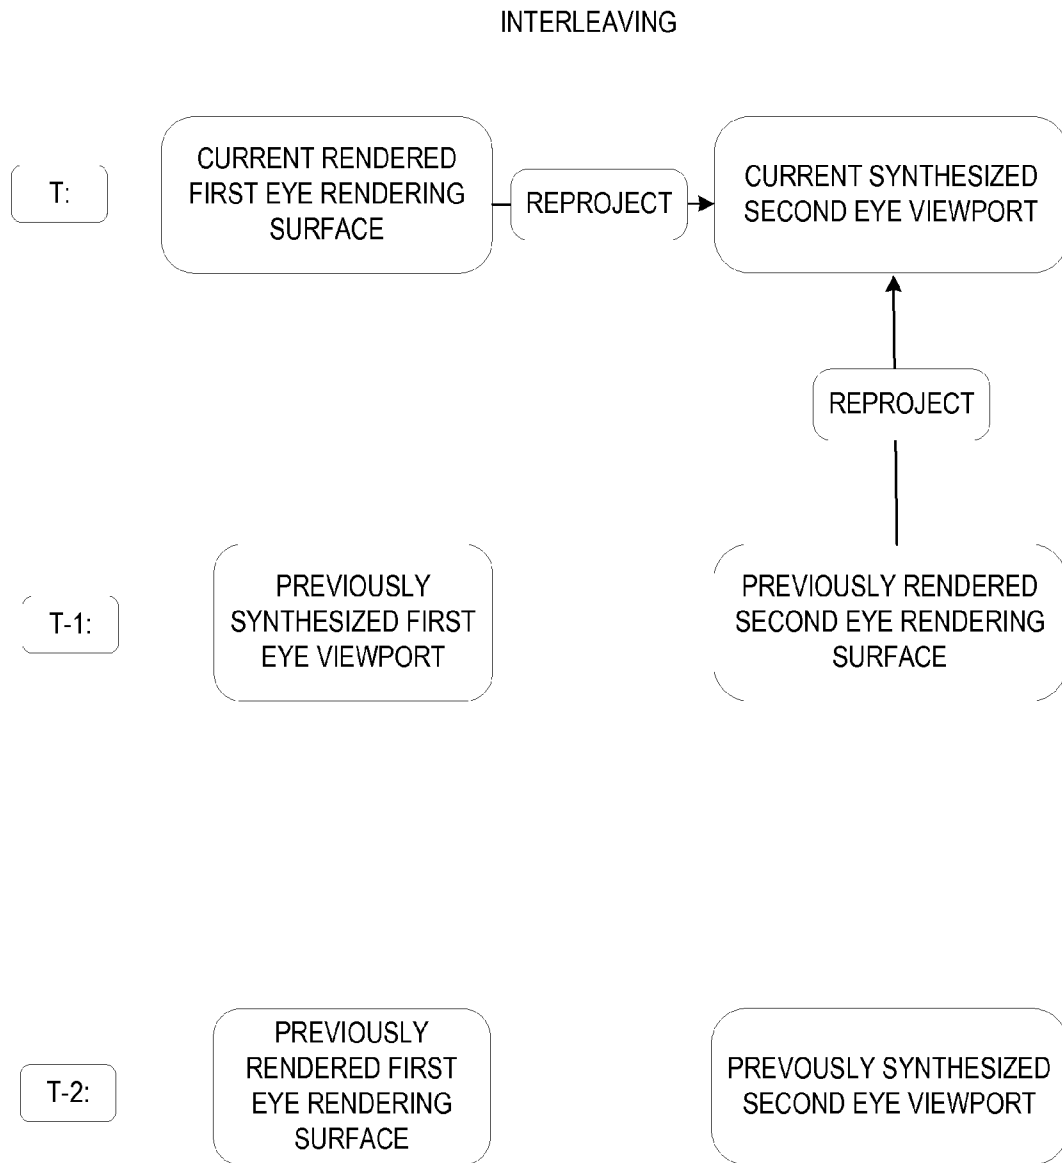 INTERLEAVING
T:
CURRENT RENDERED
FIRST EYE RENDERING
SURFACE
REPROJECT
CURRENT SYNTHESIZED
SECOND EYE VIEWPORT
REPROJECT
T-1:
PREVIOUSLY
SYNTHESIZED FIRST
EYE VIEWPORT
PREVIOUSLY RENDERED
SECOND EYE RENDERING
SURFACE
T-2:
PREVIOUSLY
RENDERED FIRST
EYE RENDERING
SURFACE
PREVOUSLY SYNTHESIZED
SECOND EYE VIEWPORT